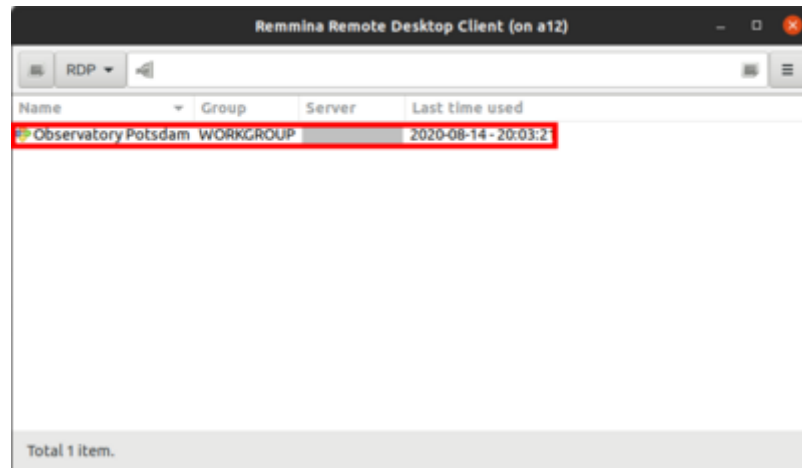 Remmina Remote Desktop Client (on a12)
RDP
Name Group Server Last time used
Observatory Potsdam WORKGROUP 2020-08-14 - 20:03:21
Total 1 item.